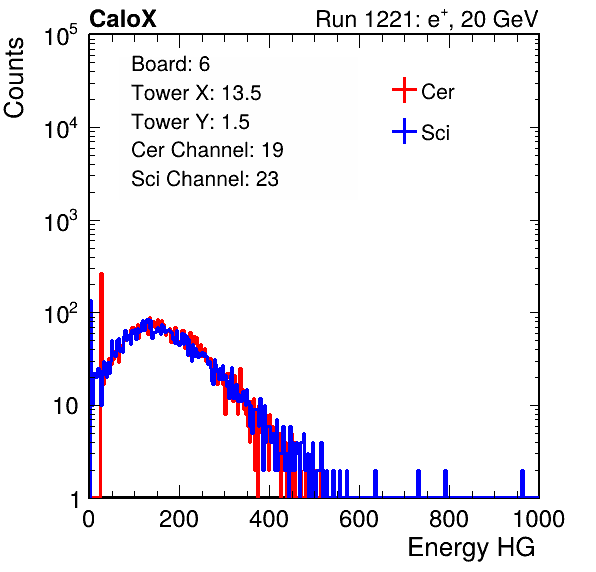 CaloX Run 1221: e⁺, 20 GeV
Counts
Board: 6
Tower X: 13.5
Tower Y: 1.5
Cer Channel: 19
Sci Channel: 23
Cer
Sci
10⁵
10⁴
10³
10²
10
1
0 200 400 600 800 1000
Energy HG